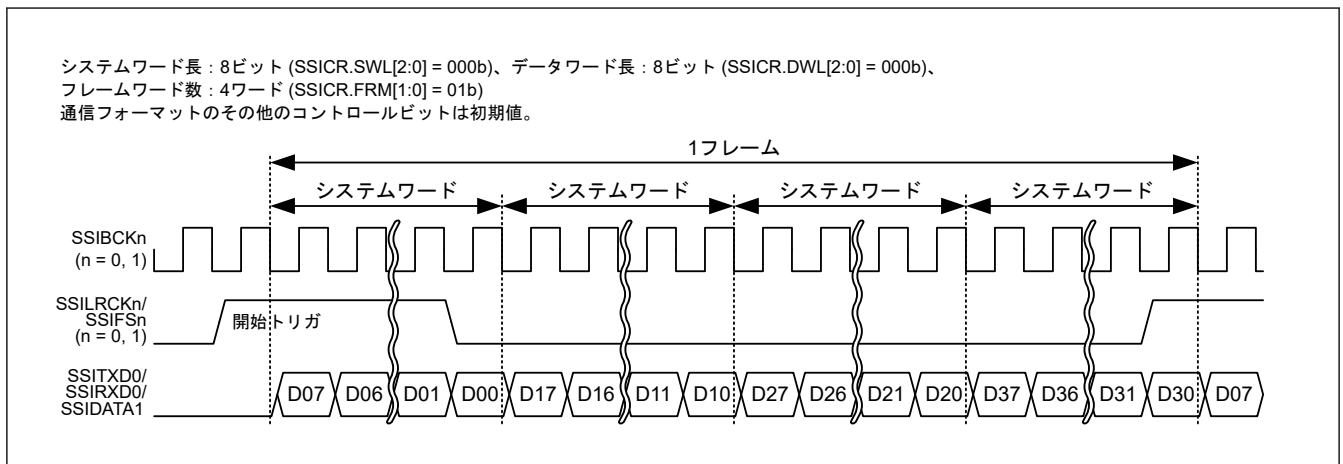 システムワード長：8ビット (SSICR.SWL[2:0] = 000b)、データワード長：8ビット (SSICR.DWL[2:0] = 000b)、
フレームワード数：4ワード (SSICR.FRM[1:0] = 01b)
通信フォーマットのその他のコントロールビットは初期値。
1フレーム
システムワード システムワード システムワード システムワード
SSIBCKn
(n = 0, 1)
SSILRCKn/
SSIFSn
(n = 0, 1)
開始トリガ
SSITXD0/
SSIRXD0/
SSIDATA1
D07 D06 D01 D00 D17 D16 D11 D10 D27 D26 D21 D20 D37 D36 D31 D30 D07